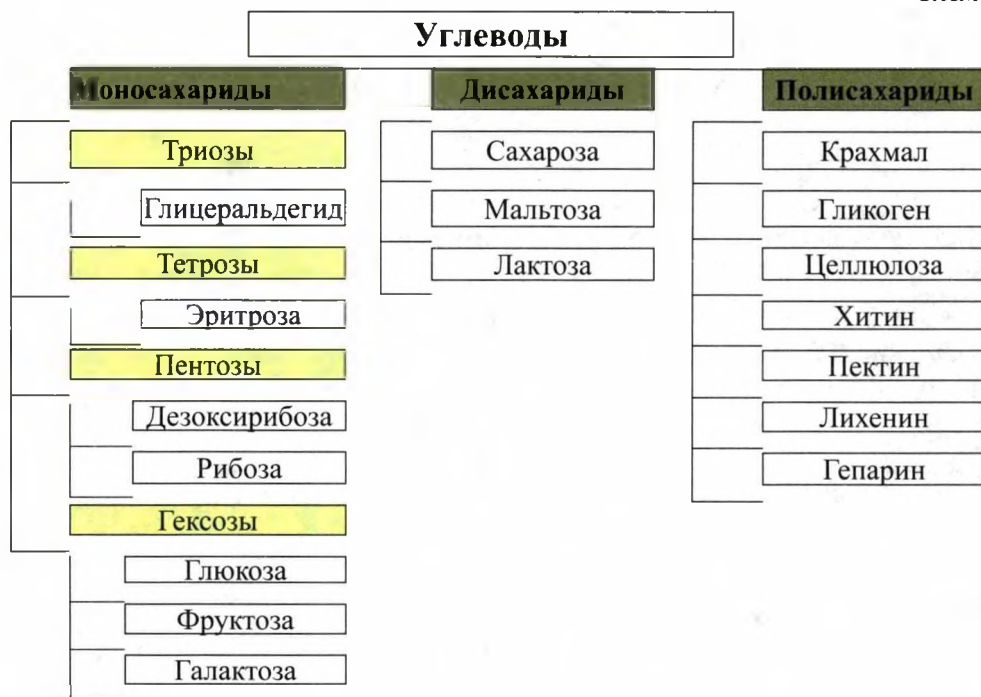 Углеводы
Моносахариды
Триозы
Глицеральдегид
Тетрозы
Эритроза
Пентозы
Дезоксирибоза
Рибоза
Гексозы
Глюкоза
Фруктоза
Галактоза
Дисахариды
Сахароза
Мальтоза
Лактоза
Полисахариды
Крахмал
Гликоген
Целлюлоза
Хитин
Пектин
Лихенин
Гепарин